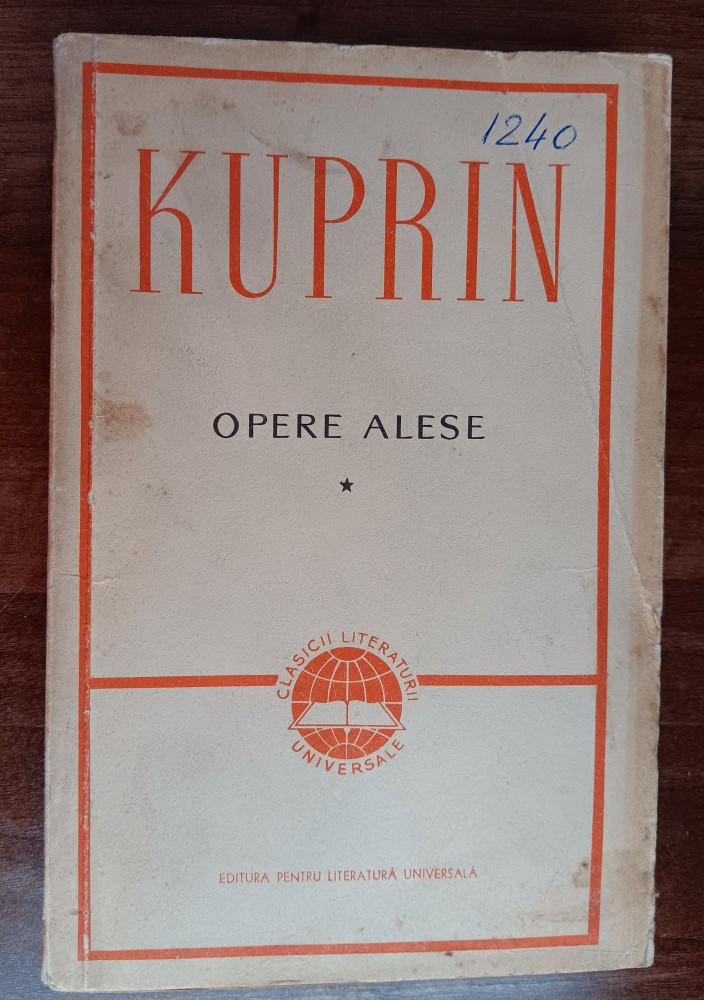 1240
KUPRIN
OPERE ALESE
★
CLASICII LITERATURII
UNIVERSALE
EDITURA PENTRU LITERATURĂ UNIVERSALĂ